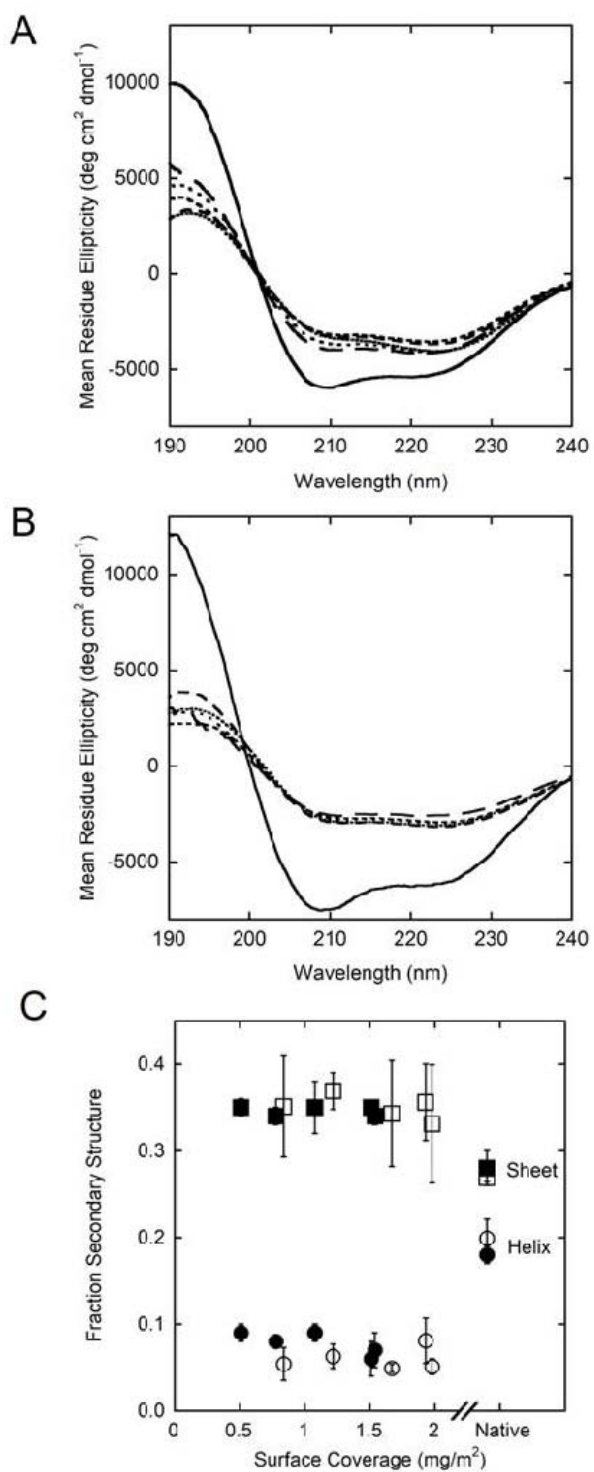 A
Mean Residue Ellipticity (deg cm² dmol⁻¹)
10000
5000
0
-5000
190 200 210 220 230 240
Wavelength (nm)
B
Mean Residue Ellipticity (deg cm² dmol⁻¹)
10000
5000
0
-5000
190 200 210 220 230 240
Wavelength (nm)
C
Fraction Secondary Structure
0.4
0.3
0.2
0.1
0.0
Sheet
Helix
0 0.5 1 1.5 2 Native
Surface Coverage (mg/m²)